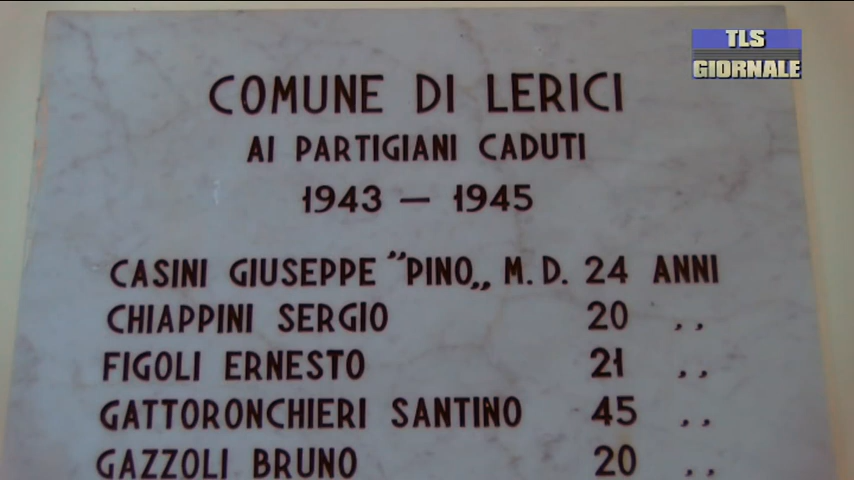 TLS
GIORNALE
COMUNE DI LERICI
AI PARTIGIANI CADUTI
1943 — 1945
CASINI GIUSEPPE "PINO„ M. D. 24 ANNI
CHIAPPINI SERGIO 20 , ,
FIGOLI ERNESTO 21 , ,
GATTORONCHIERI SANTINO 45 , ,
GAZZOLI BRUNO 20 , ,